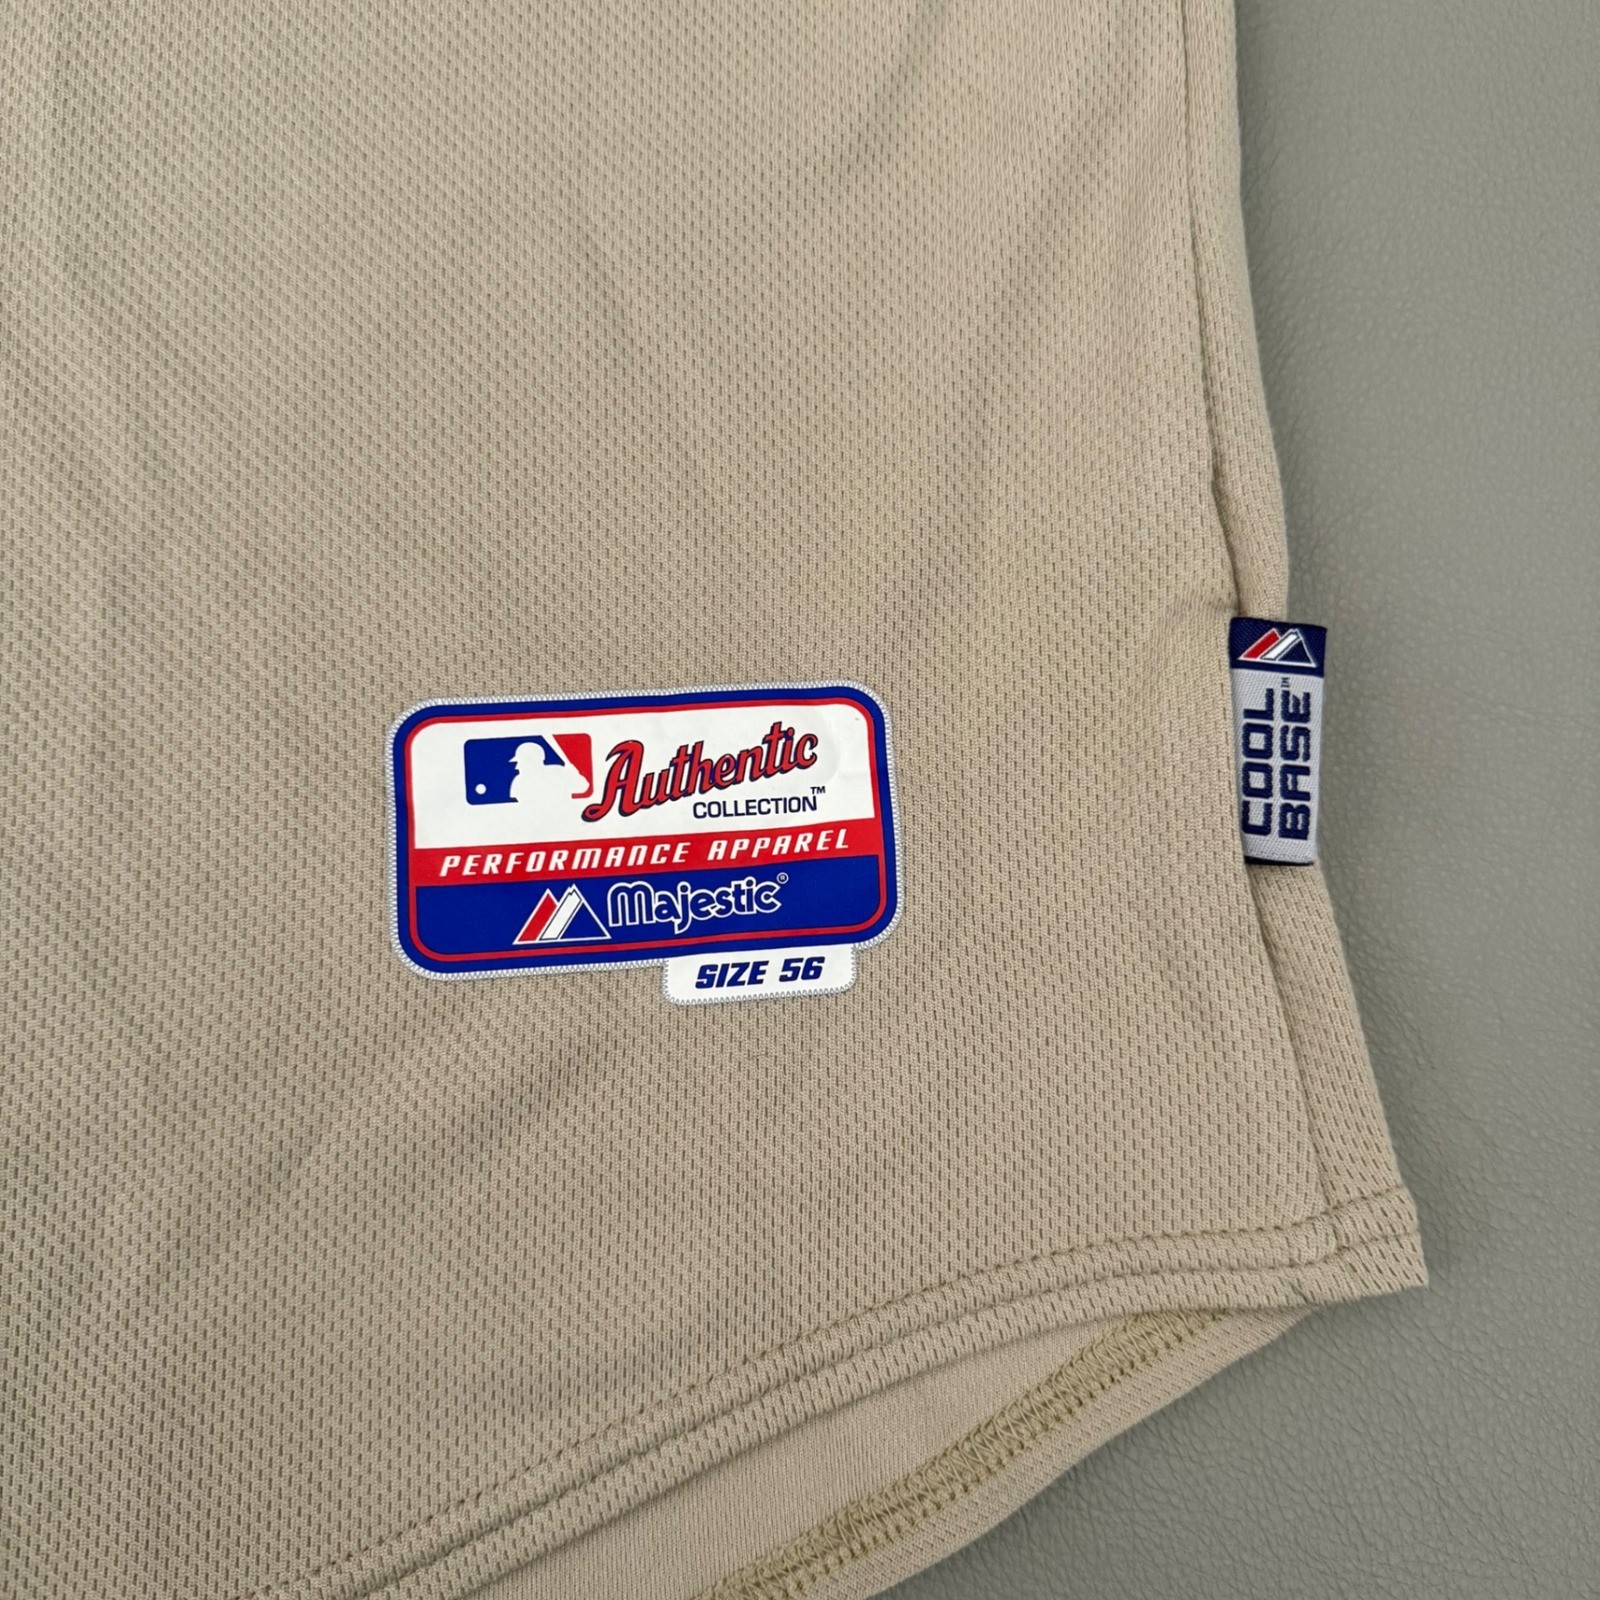 Authentic
COLLECTION™
PERFORMANCE APPAREL
Majestic®
SIZE 56
COOL
BASE™